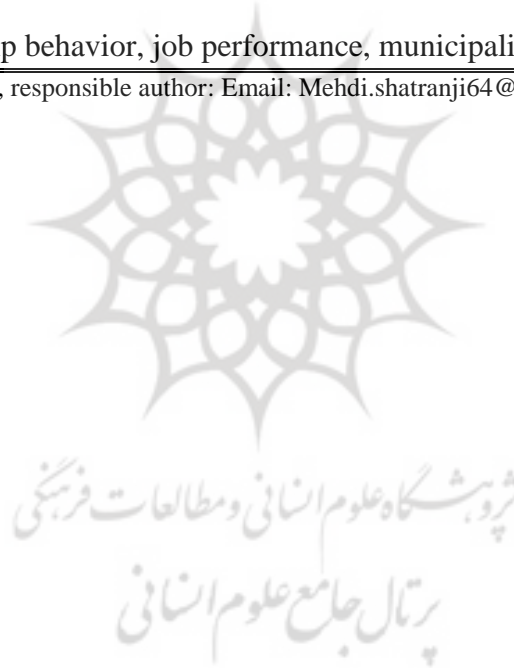 p behavior, job performance, municipali
, responsible author: Email: Mehdi.shatranji64@
پژوهشگاه علوم انسانی و مطالعات فرهنگی
پرتال جامع علوم انسانی